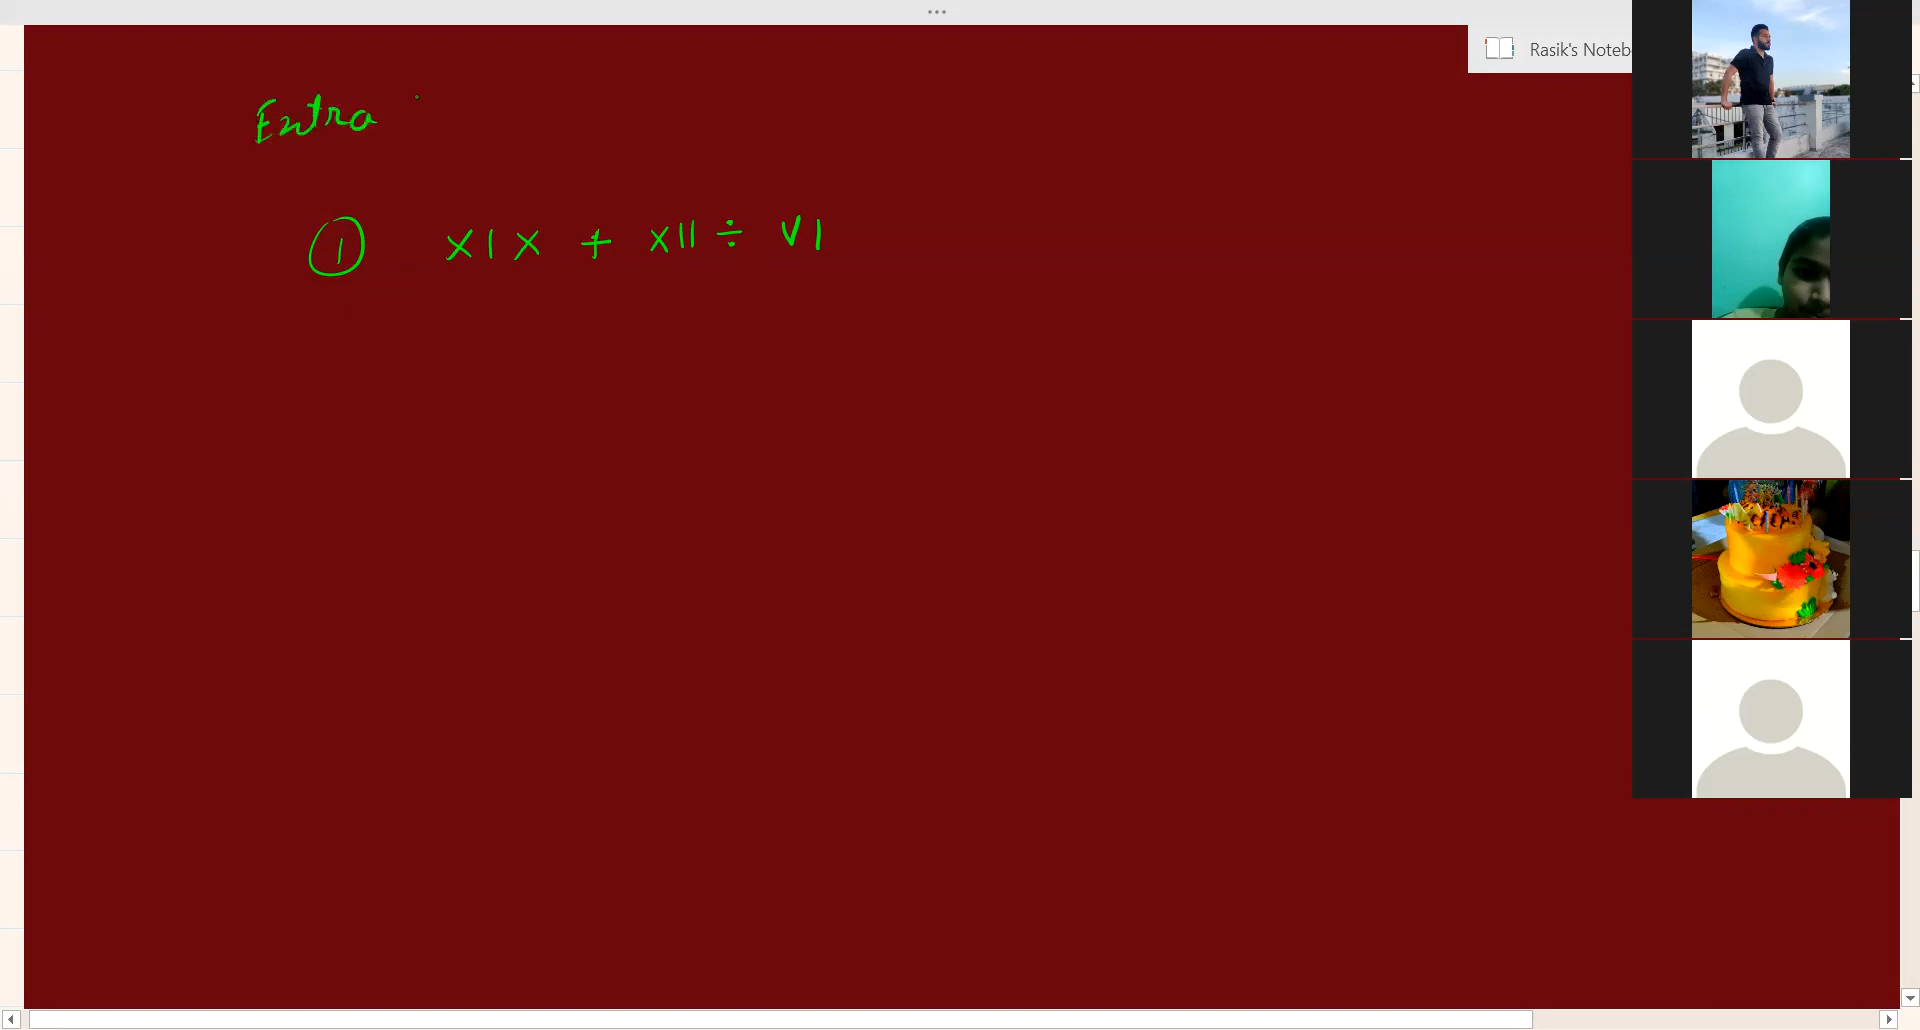 Rasik's Noteb
Extra
① XIX + XII ÷ VI